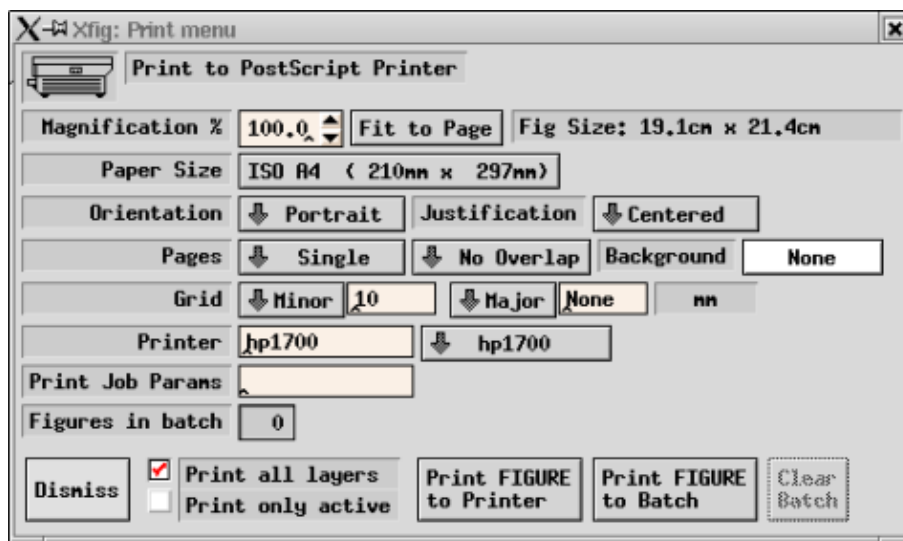 Xfig: Print menu
Print to PostScript Printer
Magnification % 100.0 Fit to Page Fig Size: 19.1cm x 21.4cm
Paper Size ISO A4 ( 210mm x 297mm)
Orientation Portrait Justification Centered
Pages Single No Overlap Background None
Grid Minor 10 Major None mm
Printer hp1700 hp1700
Print Job Params
Figures in batch 0
Dismiss Print all layers Print FIGURE to Printer Print FIGURE to Batch Clear Batch
Print only active